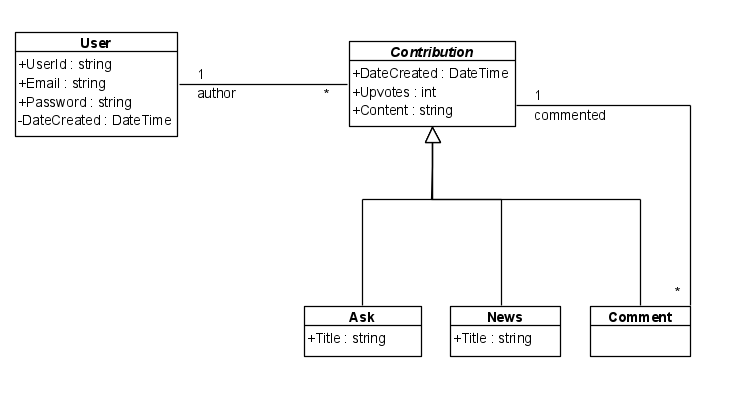 User
+UserId : string
+Email : string
+Password : string
-DateCreated : DateTime
1
author
*
Contribution
+DateCreated : DateTime
+Upvotes : int
+Content : string
1
commented
*
Ask
+Title : string
News
+Title : string
Comment